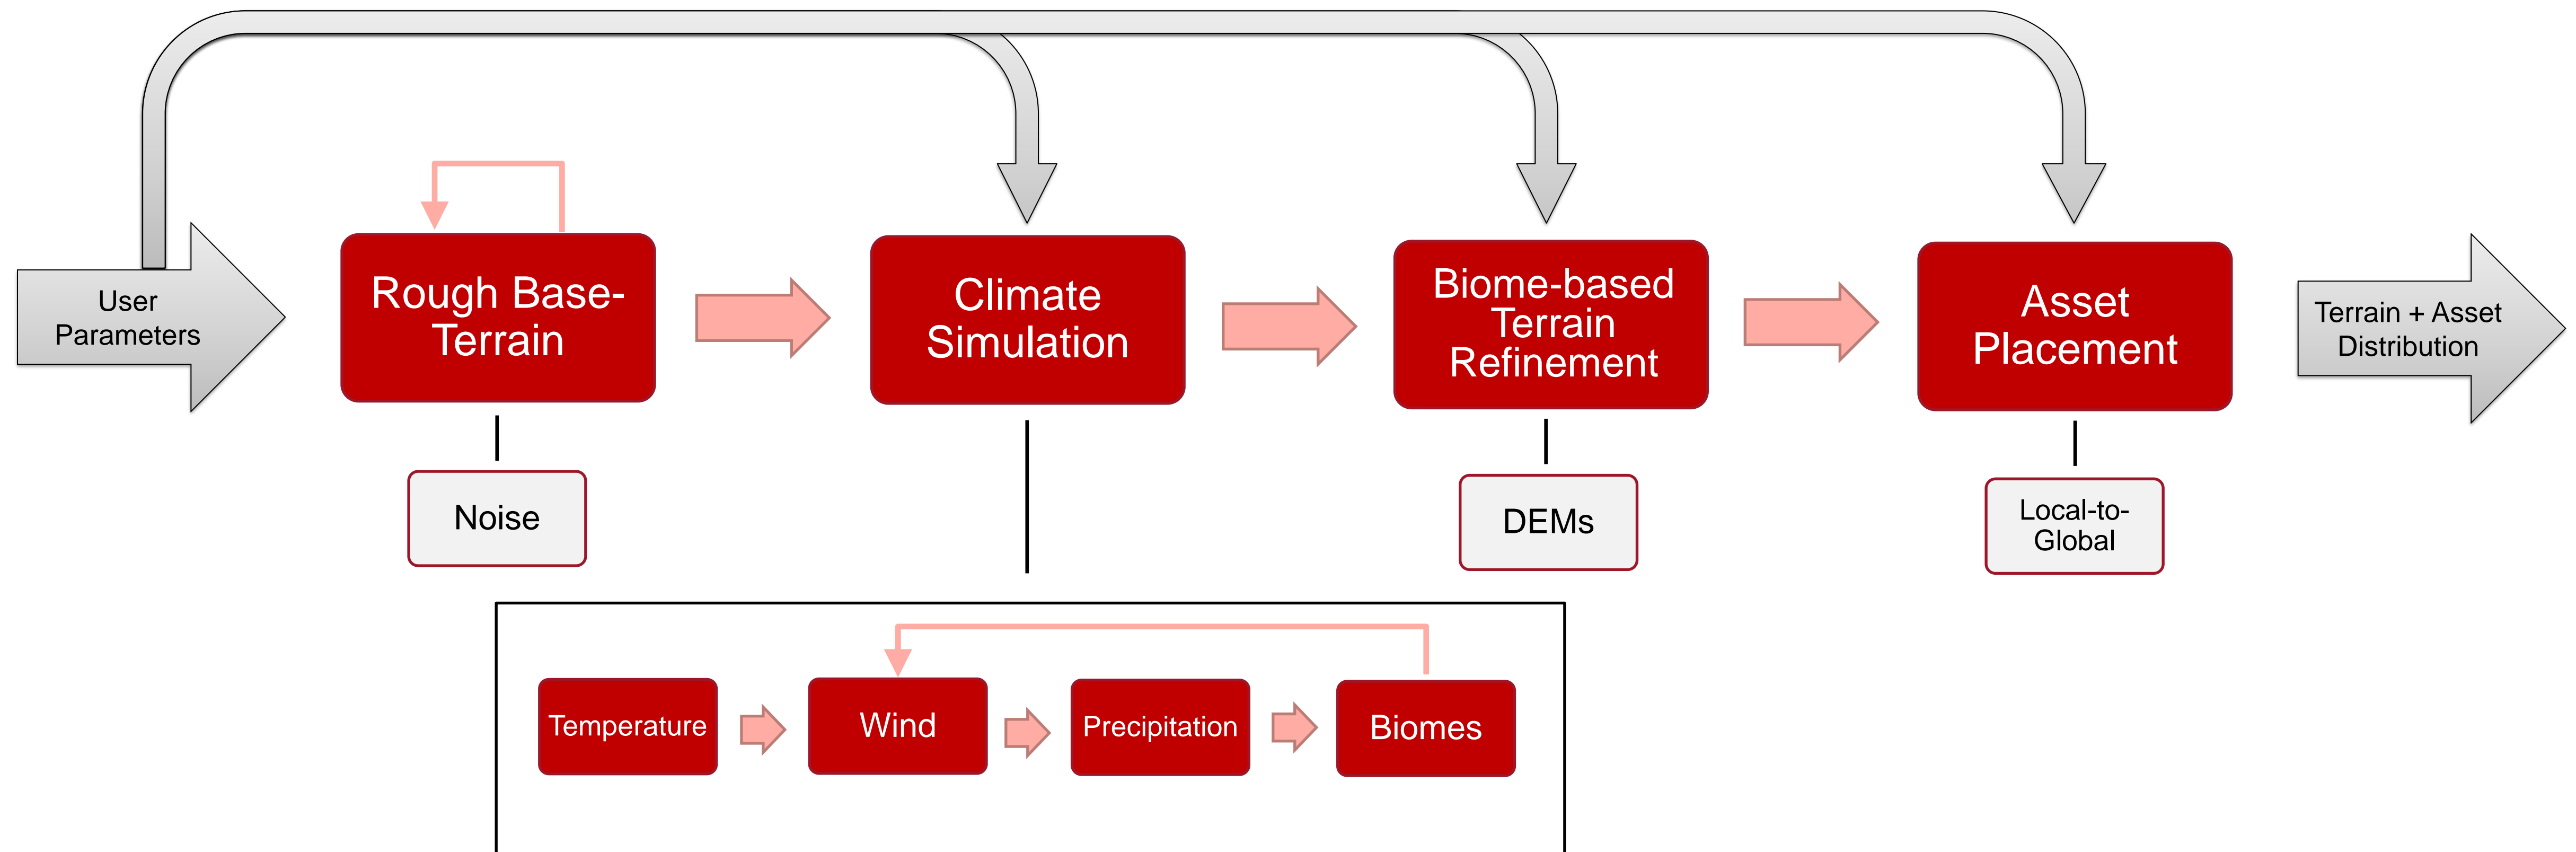 User
Parameters
Rough Base-
Terrain
Climate
Simulation
Biome-based
Terrain
Refinement
Asset
Placement
Terrain + Asset
Distribution
Noise
DEMs
Local-to-
Global
Temperature
Wind
Precipitation
Biomes